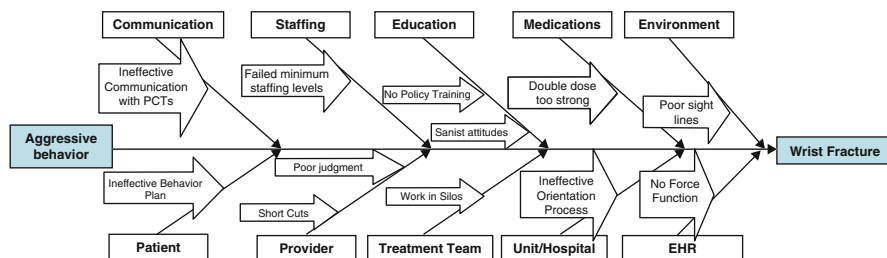 Communication
Staffing
Education
Medications
Environment
Ineffective
Communication
with PCTs
Failed minimum
staffing levels
No Policy Training
Sanist attitudes
Double dose
too strong
Poor sight
lines
Aggressive
behavior
Wrist Fracture
Ineffective Behavior
Plan
Poor judgment
Short Cuts
Work in Silos
Ineffective
Orientation
Process
No Force
Function
Patient
Provider
Treatment Team
Unit/Hospital
EHR